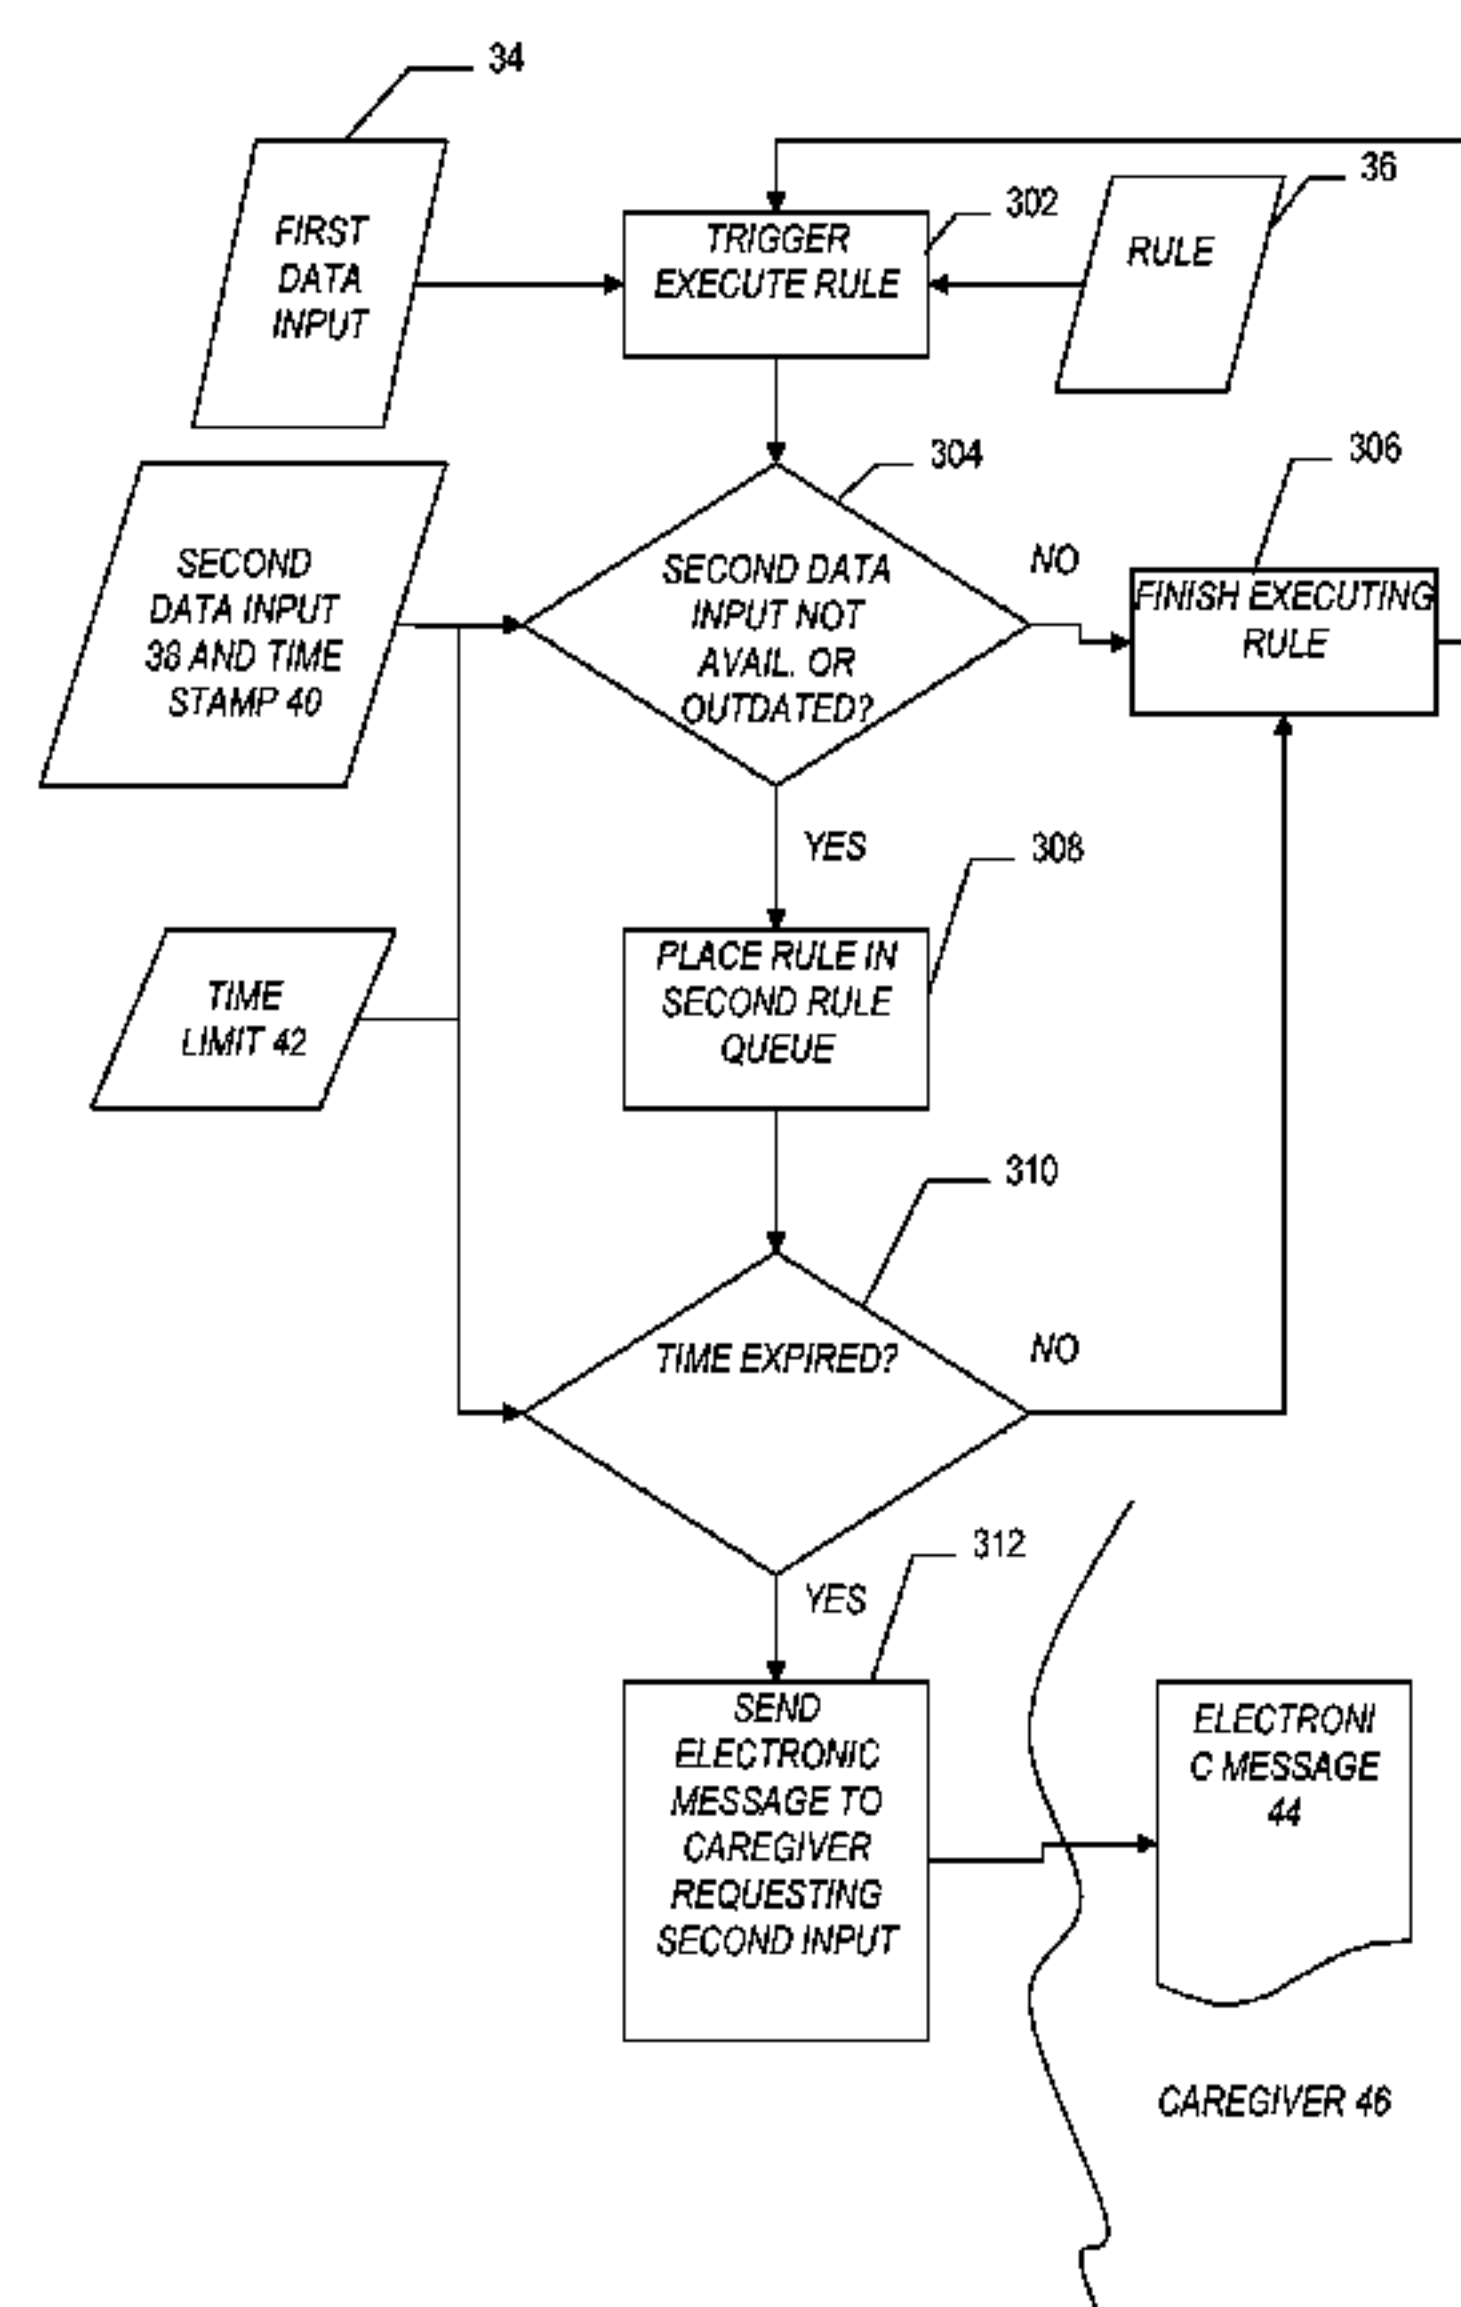 34
FIRST
DATA
INPUT
TRIGGER
EXECUTE RULE
302
RULE
36
SECOND
DATA INPUT
38 AND TIME
STAMP 40
304
SECOND DATA
INPUT NOT
AVAIL. OR
OUTDATED?
NO
306
FINISH EXECUTING
RULE
YES
308
PLACE RULE IN
SECOND RULE
QUEUE
TIME
LIMIT 42
310
TIME EXPIRED?
NO
YES
312
SEND
ELECTRONIC
MESSAGE TO
CAREGIVER
REQUESTING
SECOND INPUT
ELECTRONI
C MESSAGE
44
CAREGIVER 46